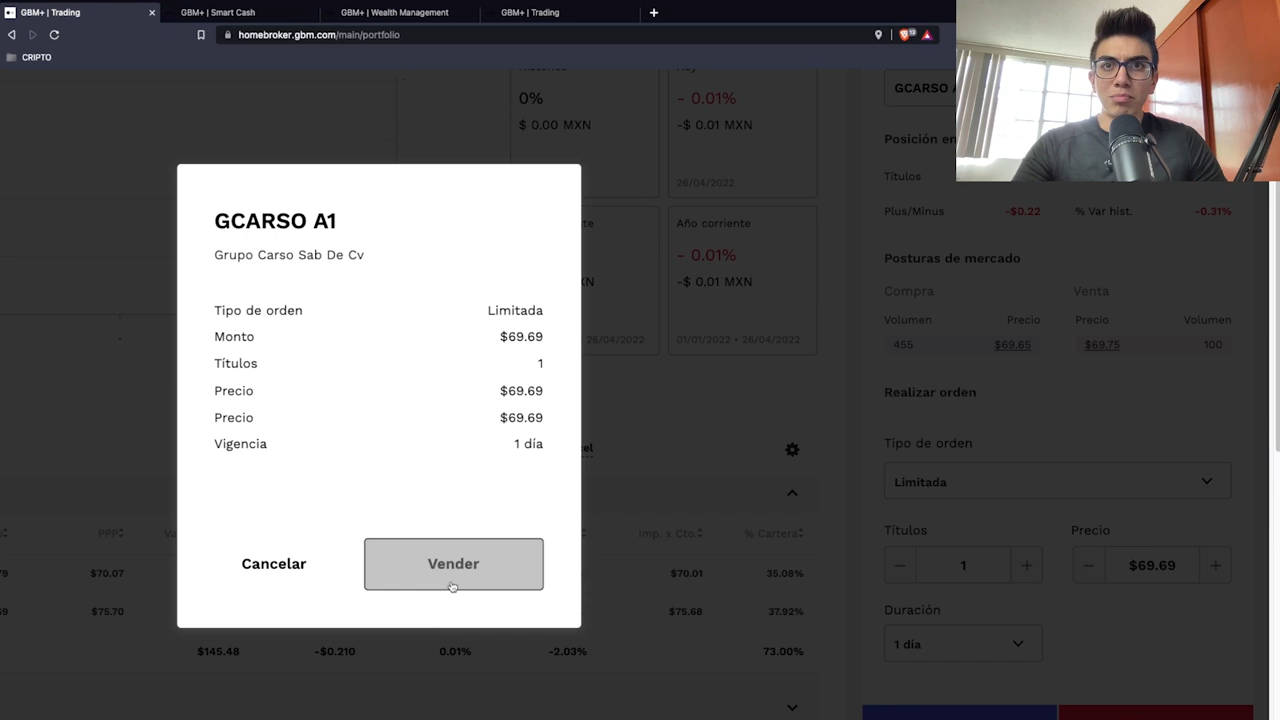 GBM+ | Trading
GBM+ | Smart Cash
GBM+ | Wealth Management
GBM+ | Trading
homebroker.gbm.com/main/portfolio
13
CRIPTO
0%
$ 0.00 MXN
- 0.01%
-$ 0.01 MXN
26/04/2022
26/04/2022
Año corriente
- 0.01%
-$ 0.01 MXN
01/01/2022 • 26/04/2022
GCARSO A1
Grupo Carso Sab De Cv
Tipo de orden Limitada
Monto $69.69
Títulos 1
Precio $69.69
Precio $69.69
Vigencia 1 día
Cancelar Vender
PPP
Imp. x Cto.
% Cartera
$70.07
$70.01
35.08%
$75.70
$75.68
37.92%
$145.48
-$0.210
0.01%
-2.03%
73.00%
GCARSO
Títulos
Plus/Minus -$0.22
% Var hist. -0.31%
Posturas de mercado
Compra Venta
Volumen Precio Precio Volumen
455 $69.65 $69.75 100
Realizar orden
Tipo de orden
Limitada
Títulos Precio
1 $69.69
Duración
1 día